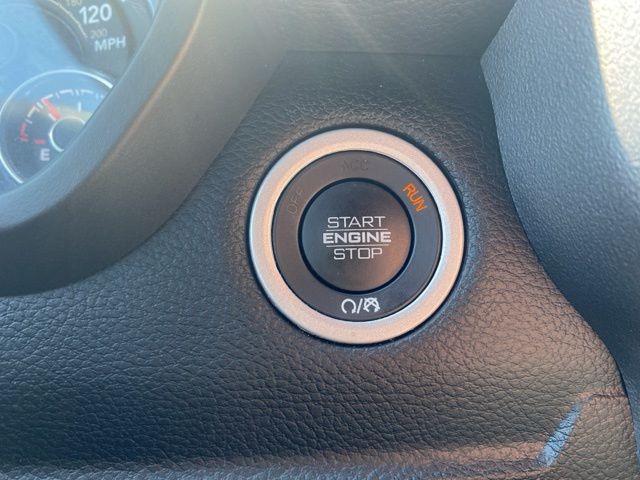 120
200
MPH
E
OFF
ACC
RUN
START
ENGINE
STOP